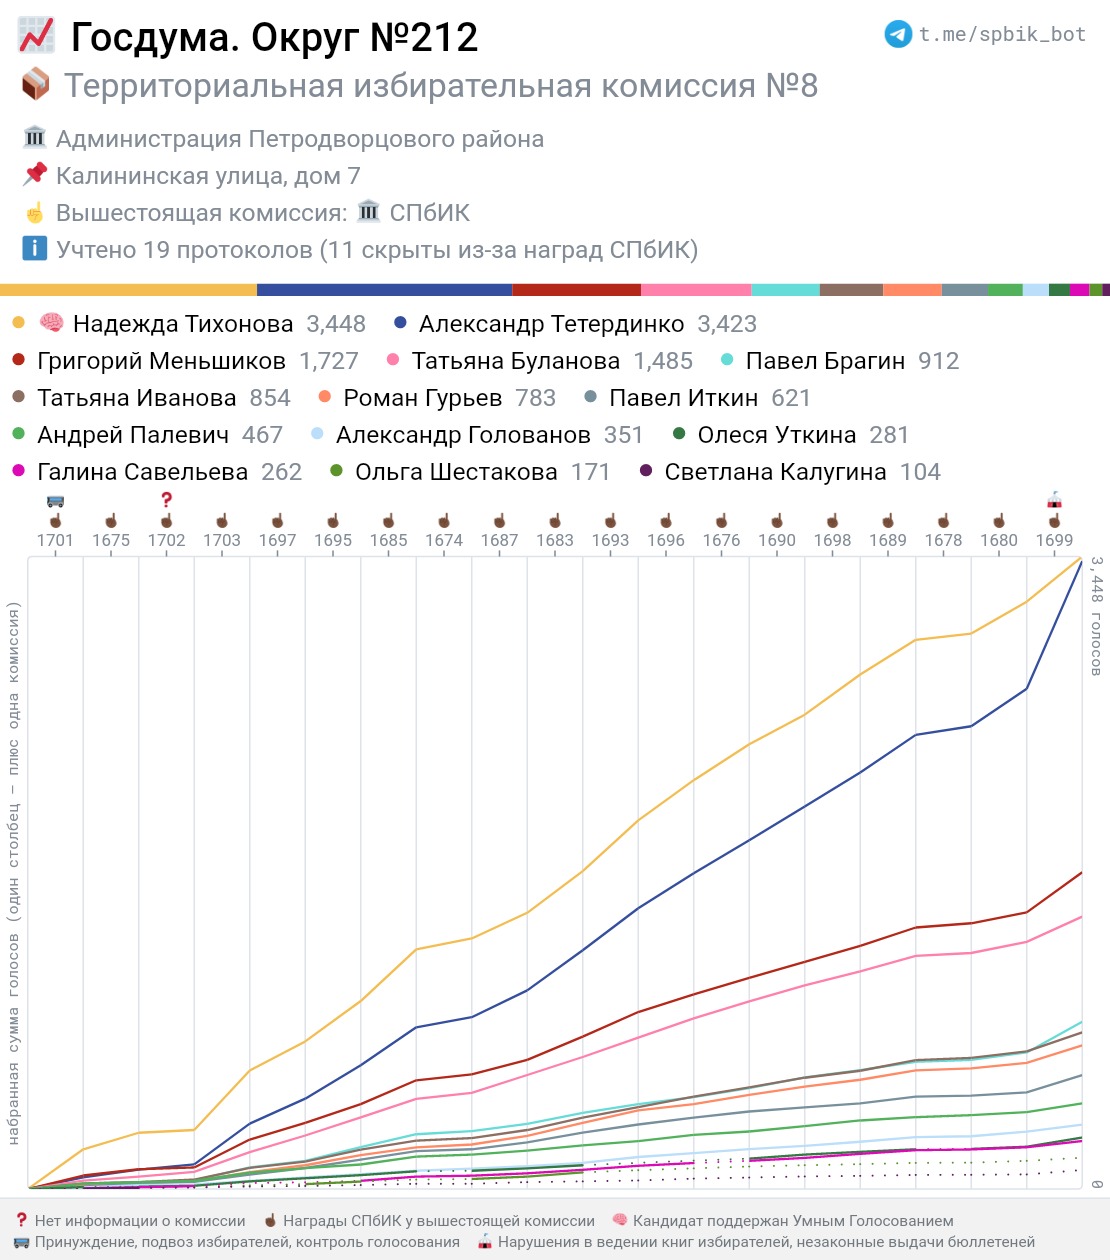 Госдума. Округ №212
t.me/spbik_bot
Территориальная избирательная комиссия №8
Администрация Петродворцового района
Калининская улица, дом 7
Вышестоящая комиссия: СПбИК
Учтено 19 протоколов (11 скрыты из-за наград СПбИК)
Надежда Тихонова 3,448 Александр Тетердинко 3,423
Григорий Меньшиков 1,727 Татьяна Буланова 1,485 Павел Брагин 912
Татьяна Иванова 854 Роман Гурьев 783 Павел Иткин 621
Андрей Палевич 467 Александр Голованов 351 Олеся Уткина 281
Галина Савельева 262 Ольга Шестакова 171 Светлана Калугина 104
1701 1675 1702 1703 1697 1695 1685 1674 1687 1683 1693 1696 1676 1690 1698 1689 1678 1680 1699
набранная сумма голосов (один столбец – плюс одна комиссия)
3,448 голосов
0
Нет информации о комиссии Награды СПбИК у вышестоящей комиссии Кандидат поддержан Умным Голосованием
Принуждение, подвоз избирателей, контроль голосования Нарушения в ведении книг избирателей, незаконные выдачи бюллетеней